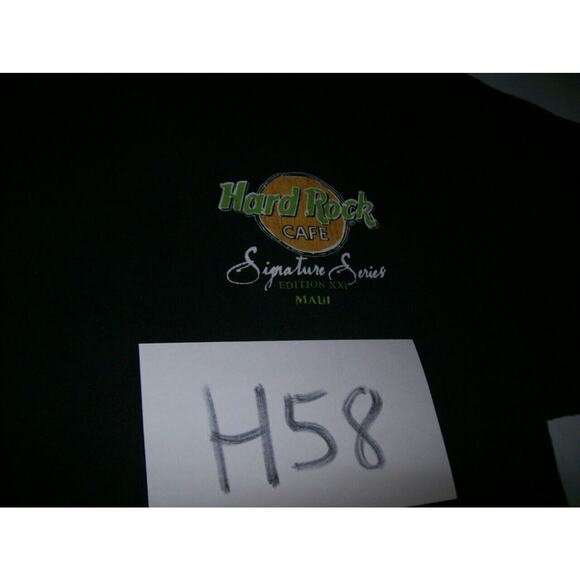 Hard Rock
CAFE
Signature Series
EDITION XXI
MAUI
H58